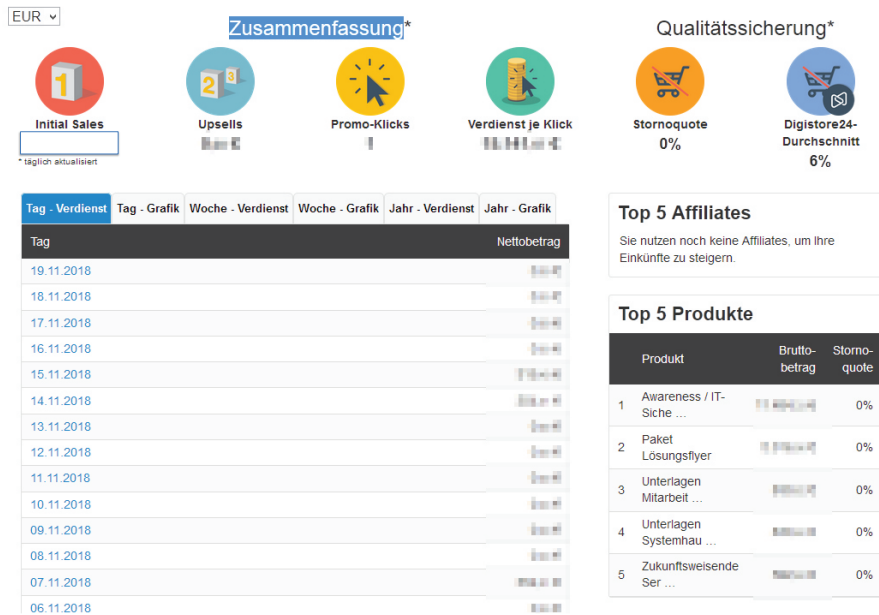 EUR
Zusammenfassung*
Qualitätssicherung*
1
2
3
Initial Sales
Upsells
Promo-Klicks
Verdienst je Klick
Stornoquote
Digistore24-
Durchschnitt
0%
6%
* täglich aktualisiert
Tag - Verdienst Tag - Grafik Woche - Verdienst Woche - Grafik Jahr - Verdienst Jahr - Grafik
Tag Nettobetrag
19.11.2018
18.11.2018
17.11.2018
16.11.2018
15.11.2018
14.11.2018
13.11.2018
12.11.2018
11.11.2018
10.11.2018
09.11.2018
08.11.2018
07.11.2018
06.11.2018
Top 5 Affiliates
Sie nutzen noch keine Affiliates, um Ihre
Einkünfte zu steigern.
Top 5 Produkte
Produkt Brutto- Storno-
betrag quote
1 Awareness / IT- 0%
Siche ...
2 Paket 0%
Lösungsflyer
3 Unterlagen 0%
Mitarbeit ...
4 Unterlagen 0%
Systemhau ...
5 Zukunftsweisende 0%
Ser ...